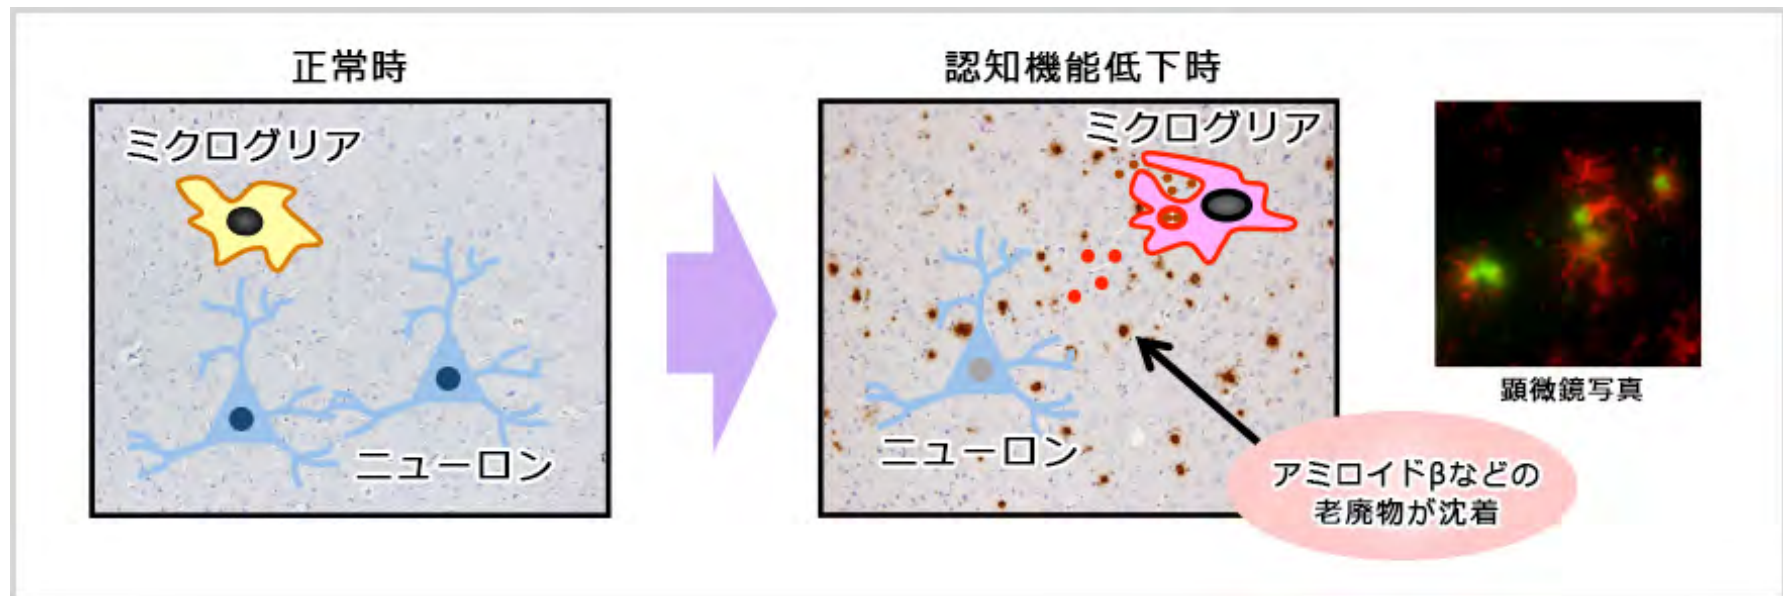 正常時
ミクログリア
ニューロン
認知機能低下時
ミクログリア
ニューロン
アミロイドβなどの
老廃物が沈着
顕微鏡写真